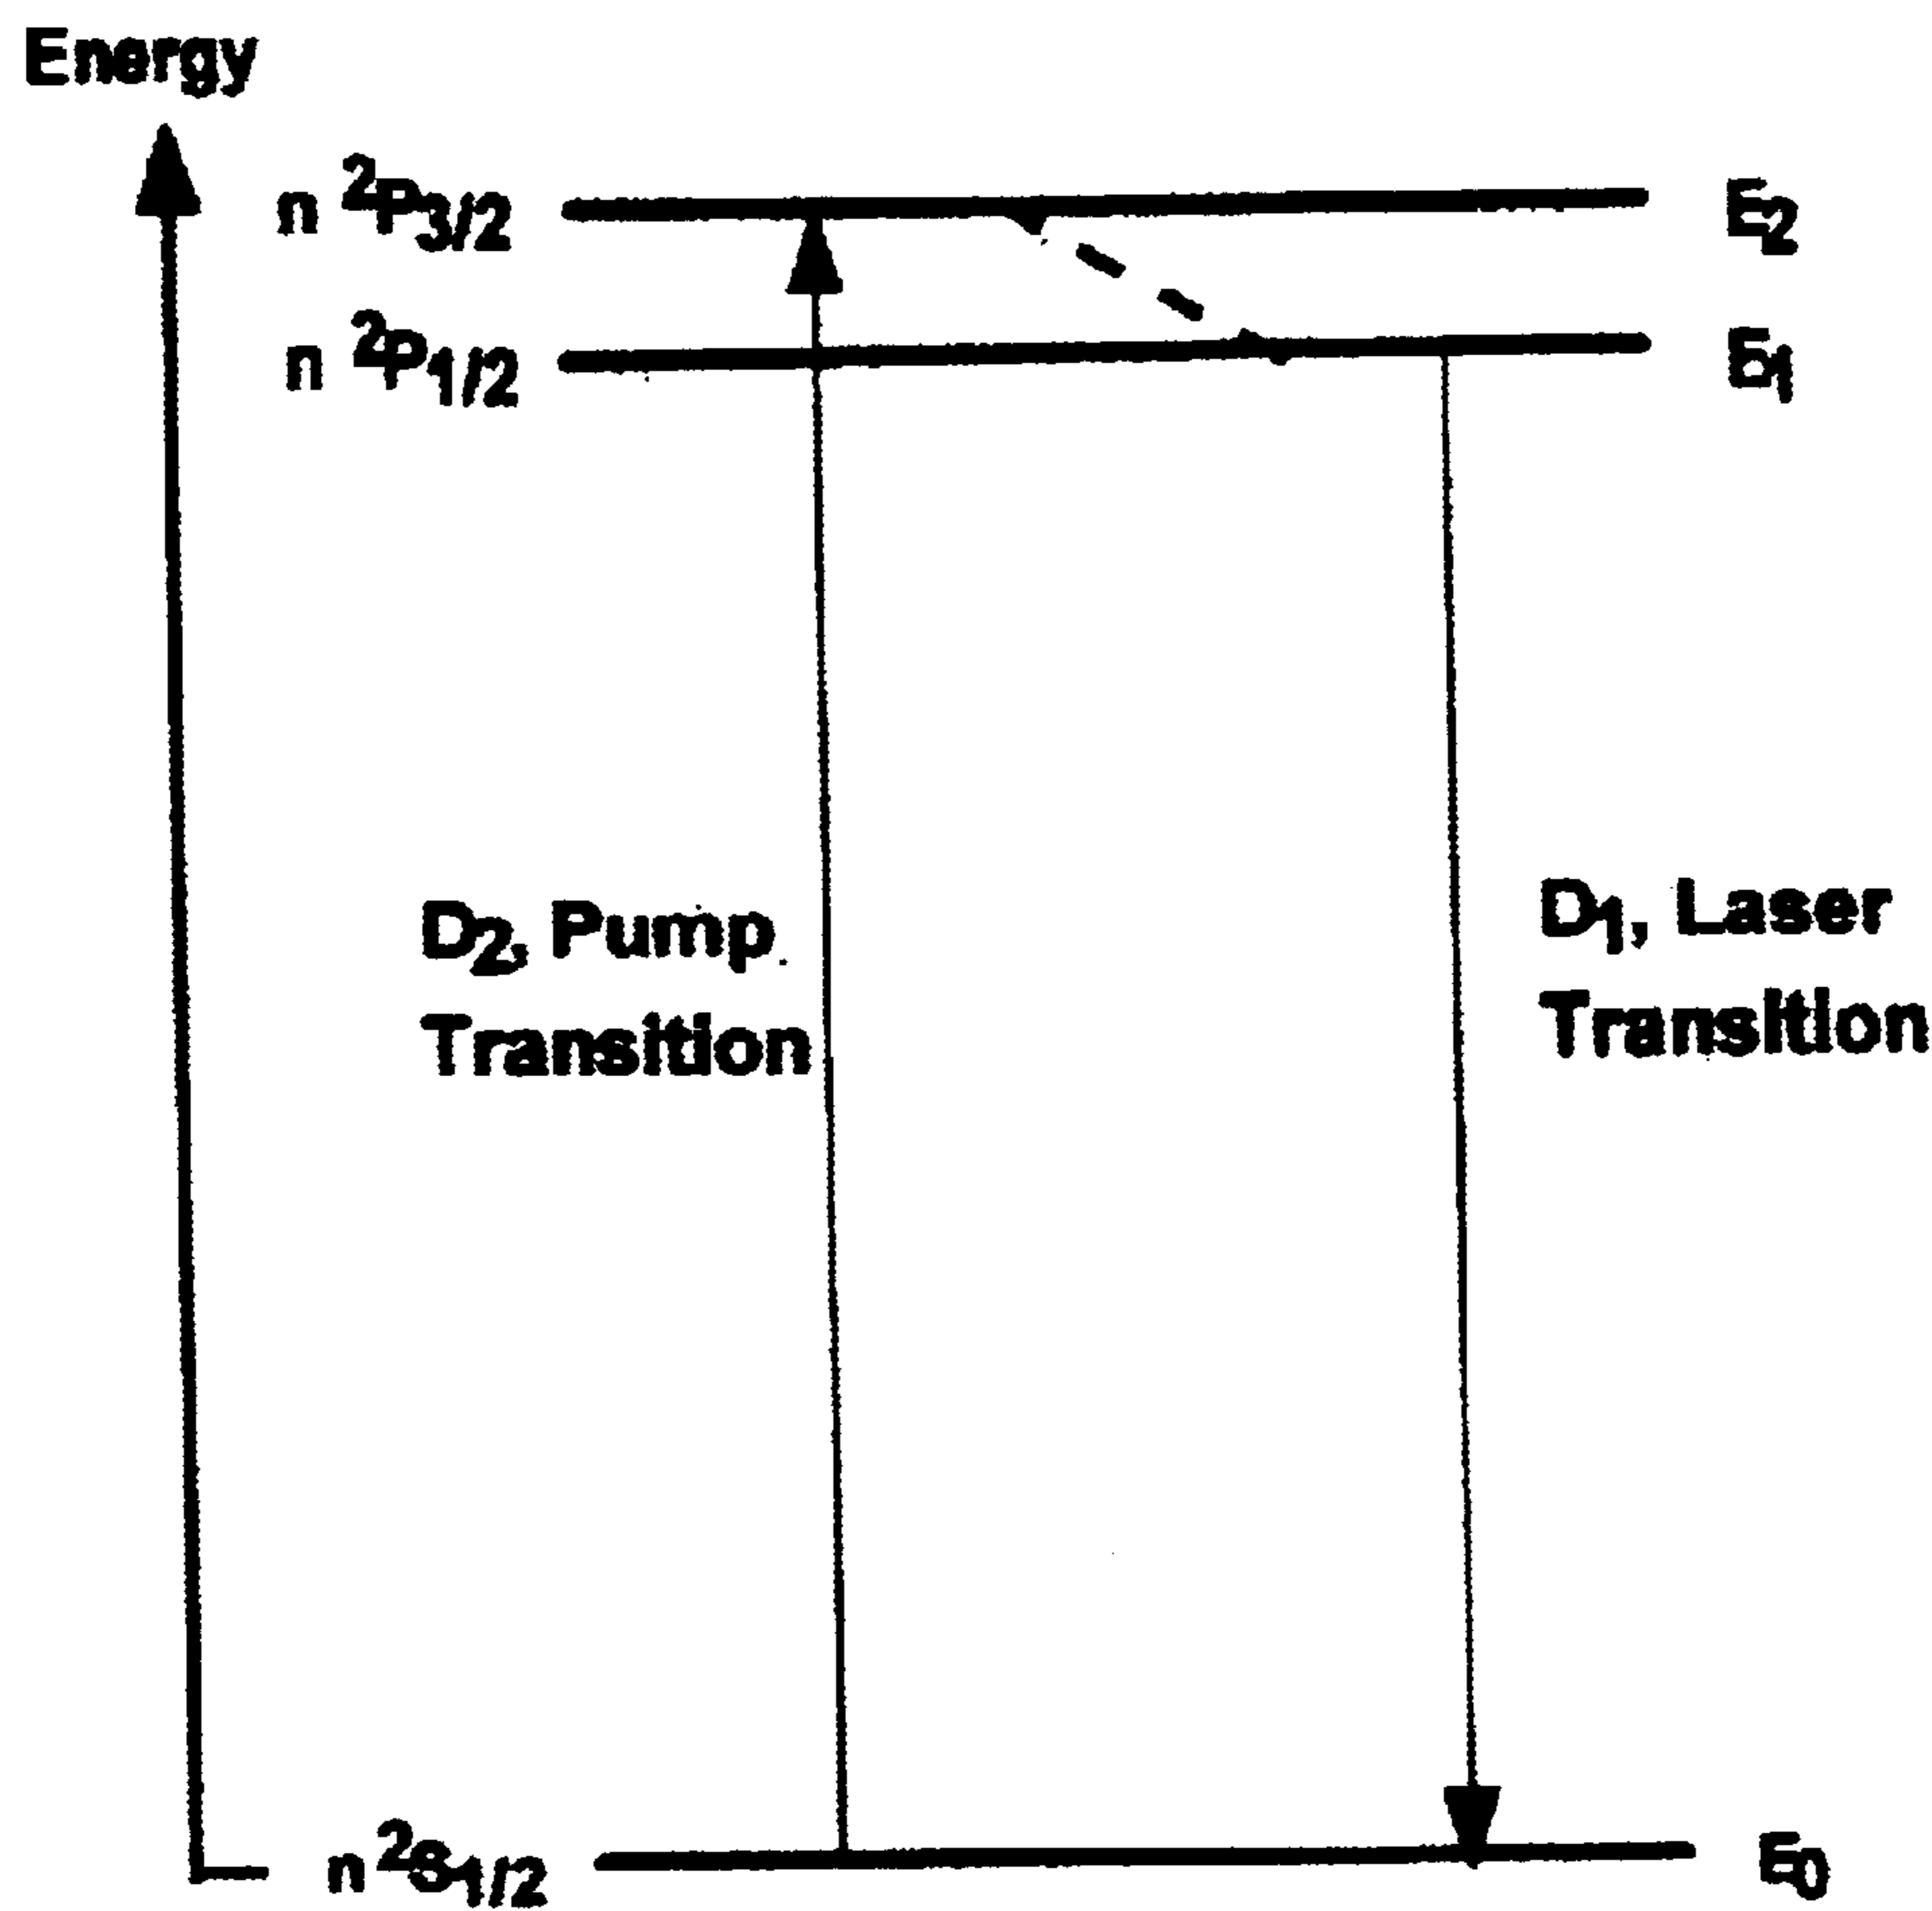 Energy
n ²P₃/₂
E₂
n ²P₁/₂
E₁
D₂, Pump
Transition
D₁, Laser
Transition
n ²S₁/₂
E₀